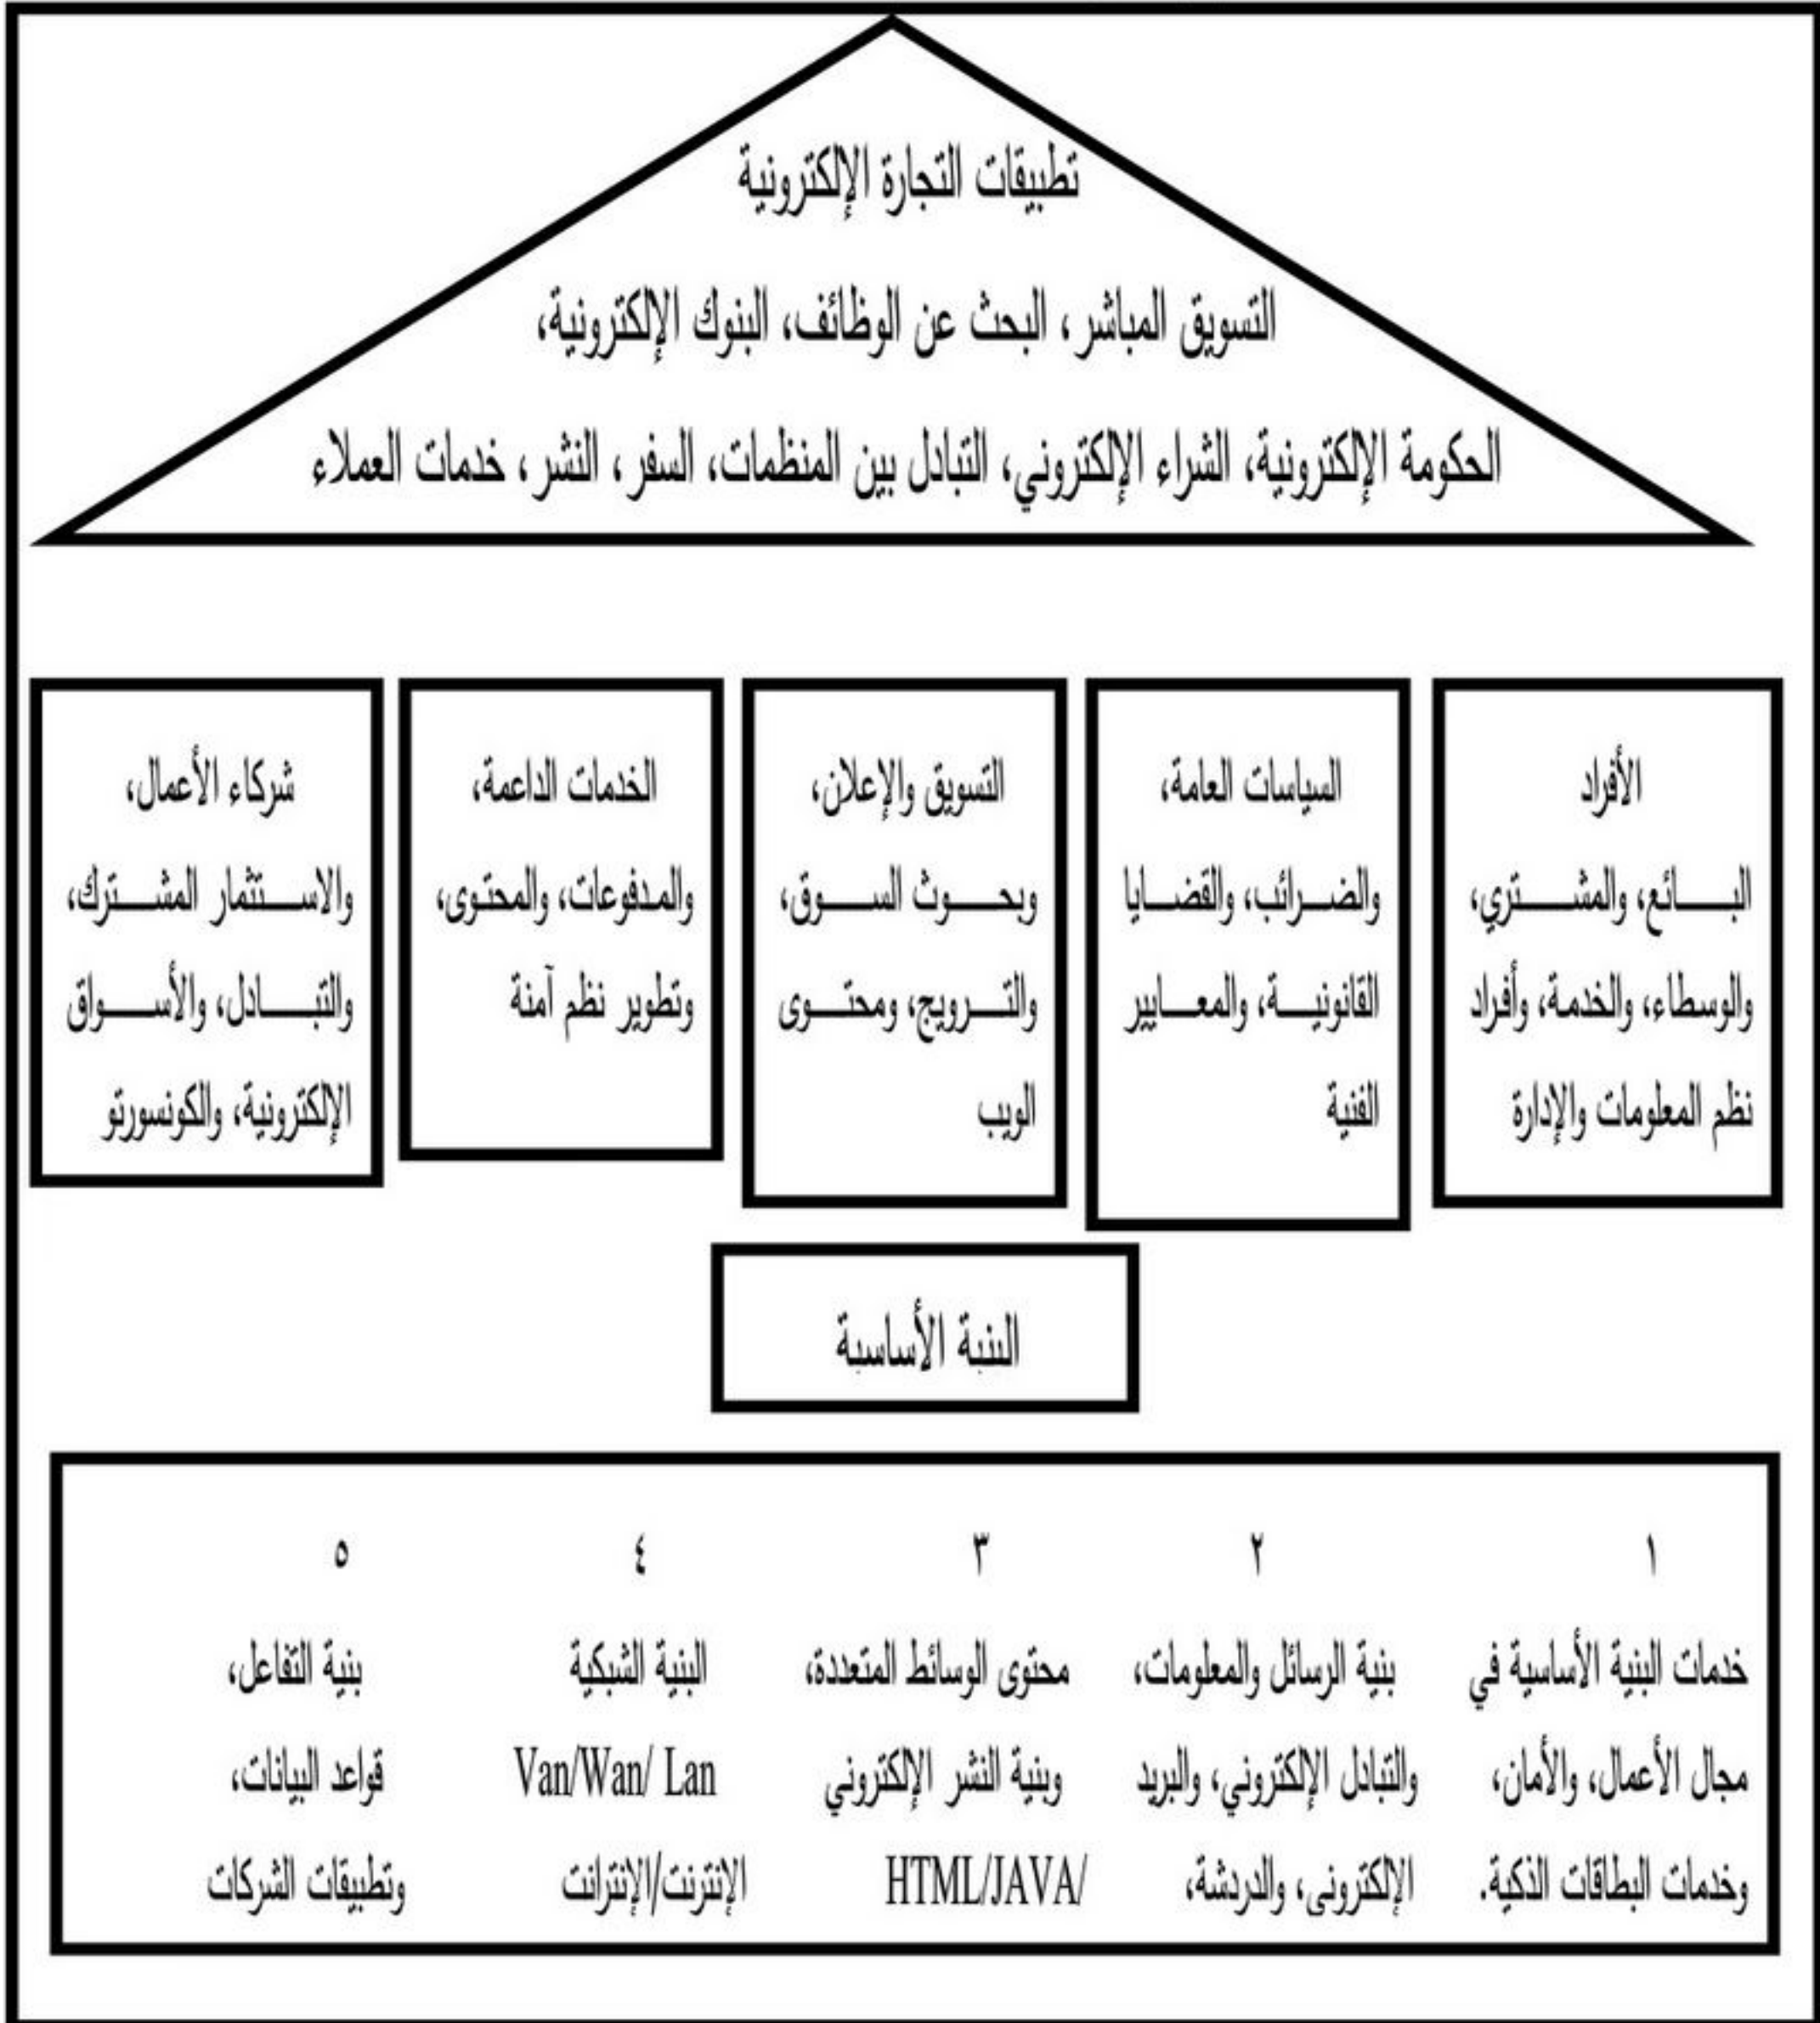 تطبيقات التجارة الإلكترونية
التسويق المباشر، البحث عن الوظائف، البنوك الإلكترونية،
الحكومة الإلكترونية، الشراء الإلكتروني، التبادل بين المنظمات، السفر، النشر، خدمات العملاء
الأفراد
البائع، والمشتري،
والوسطاء، والخدمة، وأفراد
نظم المعلومات والإدارة
السياسات العامة،
والضرائب، والقضايا
القانونية، والمعايير
الفنية
التسويق والإعلان،
وبحوث السوق،
والترويج، ومحتوى
الويب
الخدمات الداعمة،
والمدفوعات، والمحتوى،
وتطوير نظم آمنة
شركاء الأعمال،
والاستثمار المشترك،
والتبادل، والأسواق
الإلكترونية، والكونسورتو
البنية الأساسية
١
خدمات البنية الأساسية في
مجال الأعمال، والأمان،
وخدمات البطاقات الذكية.
٢
بنية الرسائل والمعلومات،
والتبادل الإلكتروني، والبريد
الإلكترونى، والدردشة،
٣
محتوى الوسائط المتعددة،
وبنية النشر الإلكتروني
HTML/JAVA/
٤
البنية الشبكية
Van/Wan/ Lan
الإنترنت/الإنترانت
٥
بنية التفاعل،
قواعد البيانات،
وتطبيقات الشركات